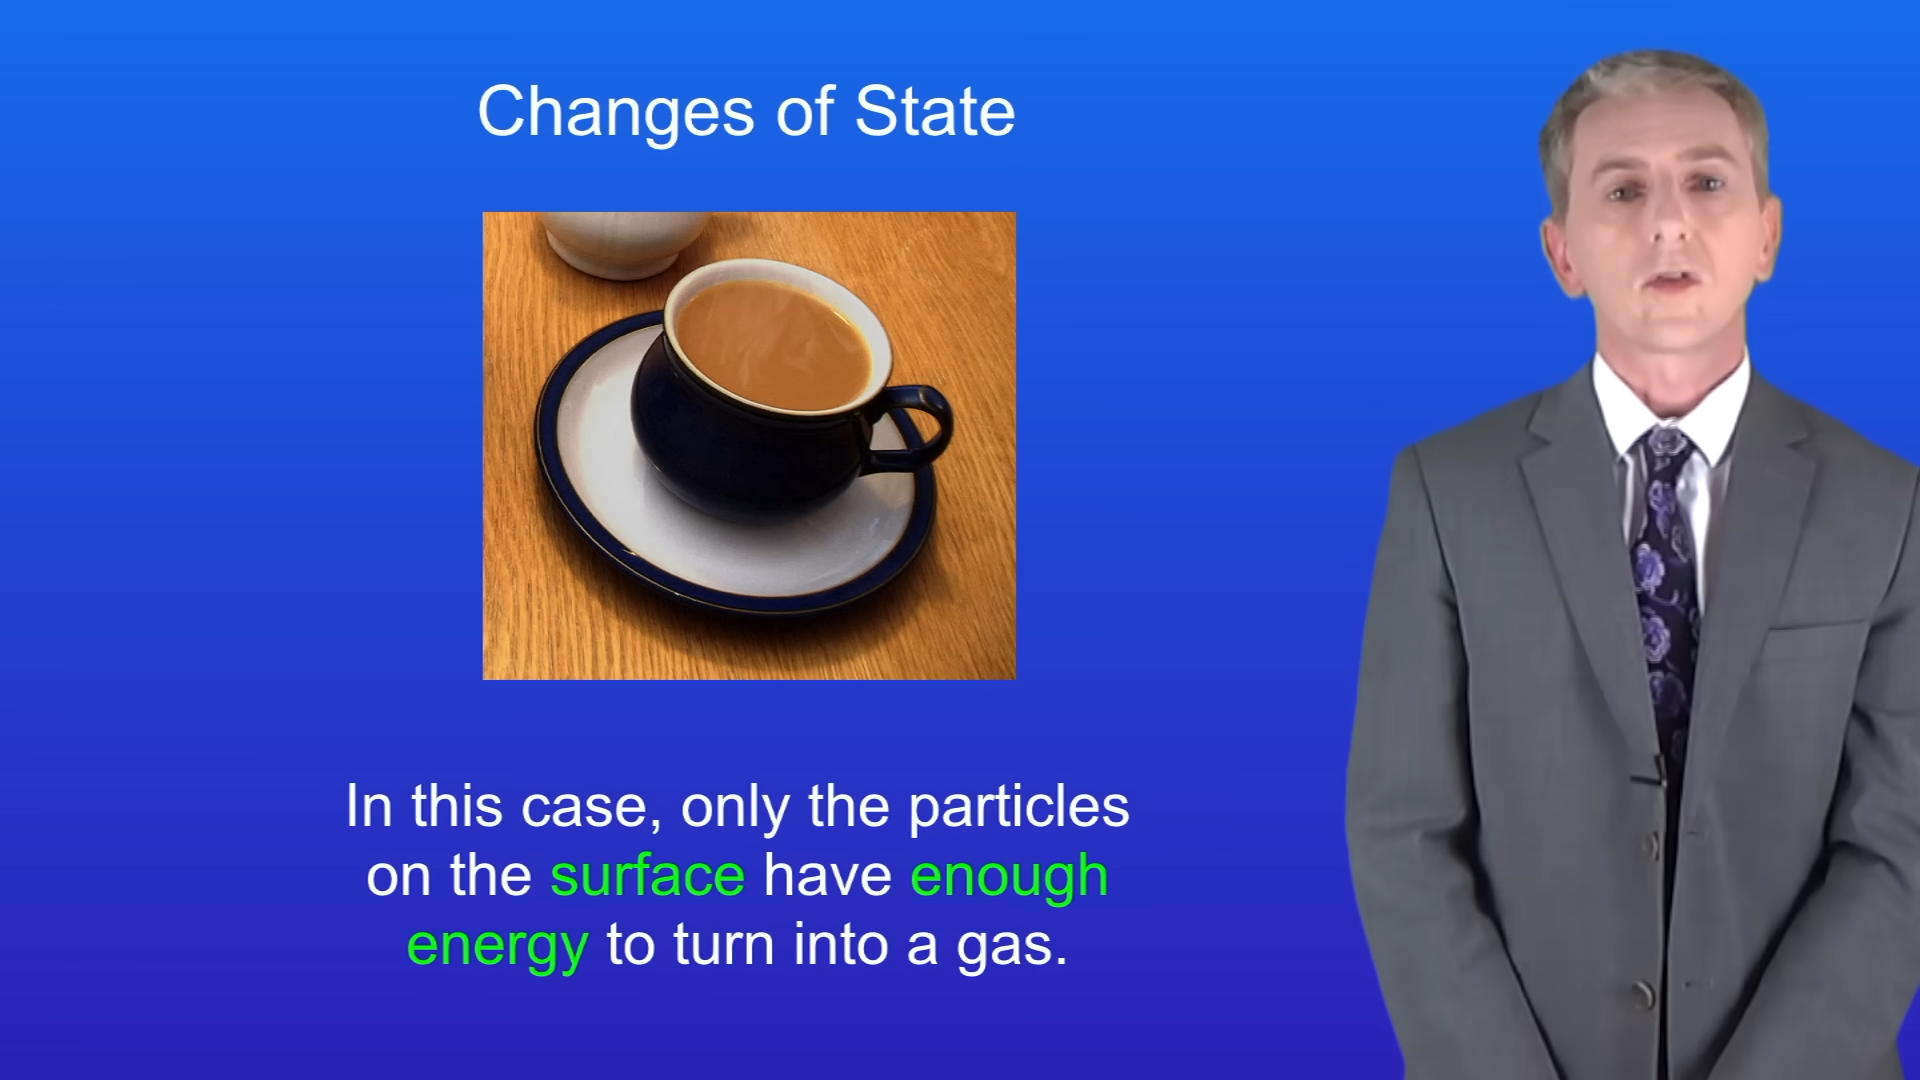 Changes of State
In this case, only the particles
on the surface have enough
energy to turn into a gas.